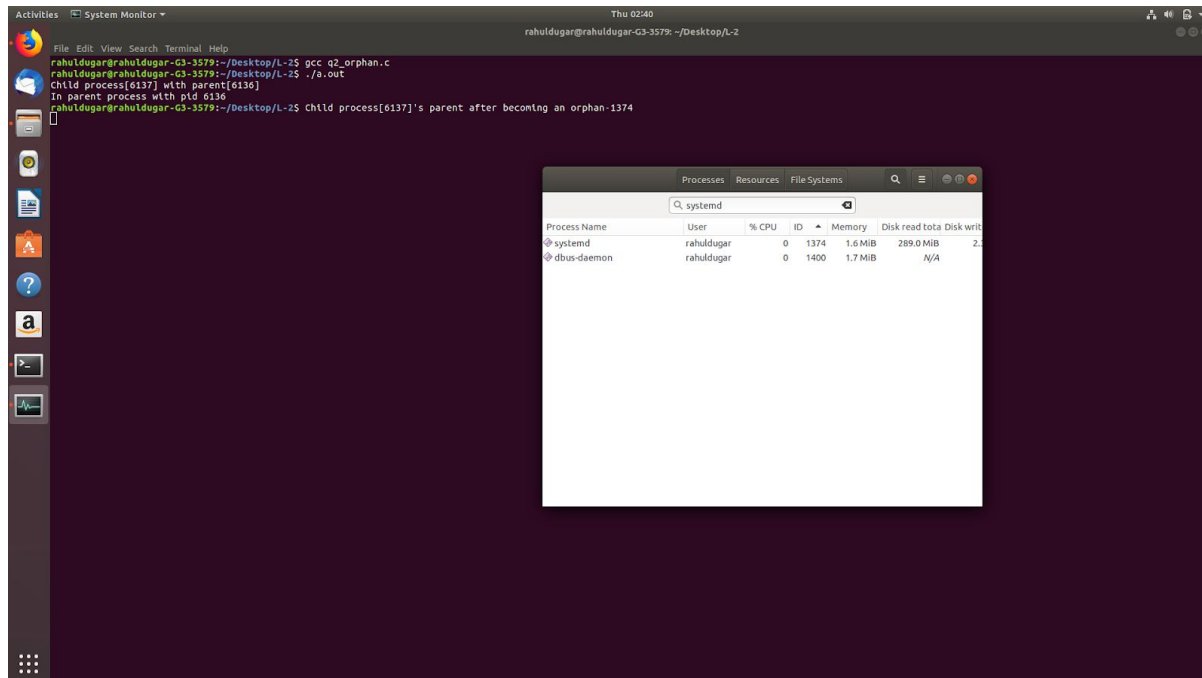 Activities System Monitor Thu 02:40
rahuldugar@rahuldugar-G3-3579: ~/Desktop/L-2
File Edit View Search Terminal Help
rahuldugar@rahuldugar-G3-3579:~/Desktop/L-2$ gcc q2_orphan.c
rahuldugar@rahuldugar-G3-3579:~/Desktop/L-2$ ./a.out
Child process[6137] with parent[6136]
In parent process with pid 6136
rahuldugar@rahuldugar-G3-3579:~/Desktop/L-2$ Child process[6137]'s parent after becoming an orphan-1374
Processes Resources File Systems
systemd
Process Name User % CPU ID Memory Disk read tota Disk writ
systemd rahuldugar 0 1374 1.6 MiB 289.0 MiB 2.
dbus-daemon rahuldugar 0 1400 1.7 MiB N/A